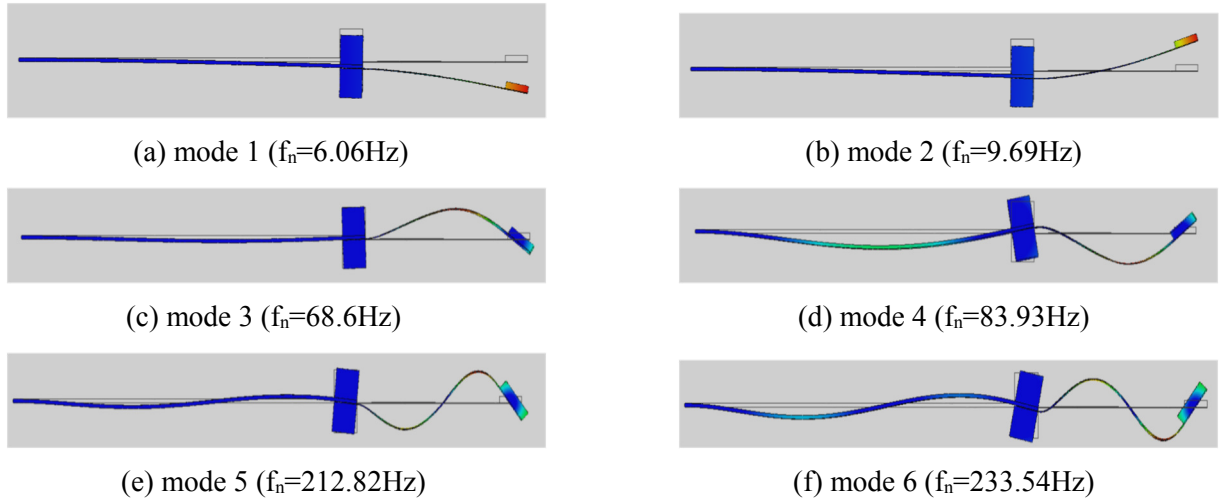 (a) mode 1 (fₙ=6.06Hz)
(b) mode 2 (fₙ=9.69Hz)
(c) mode 3 (fₙ=68.6Hz)
(d) mode 4 (fₙ=83.93Hz)
(e) mode 5 (fₙ=212.82Hz)
(f) mode 6 (fₙ=233.54Hz)